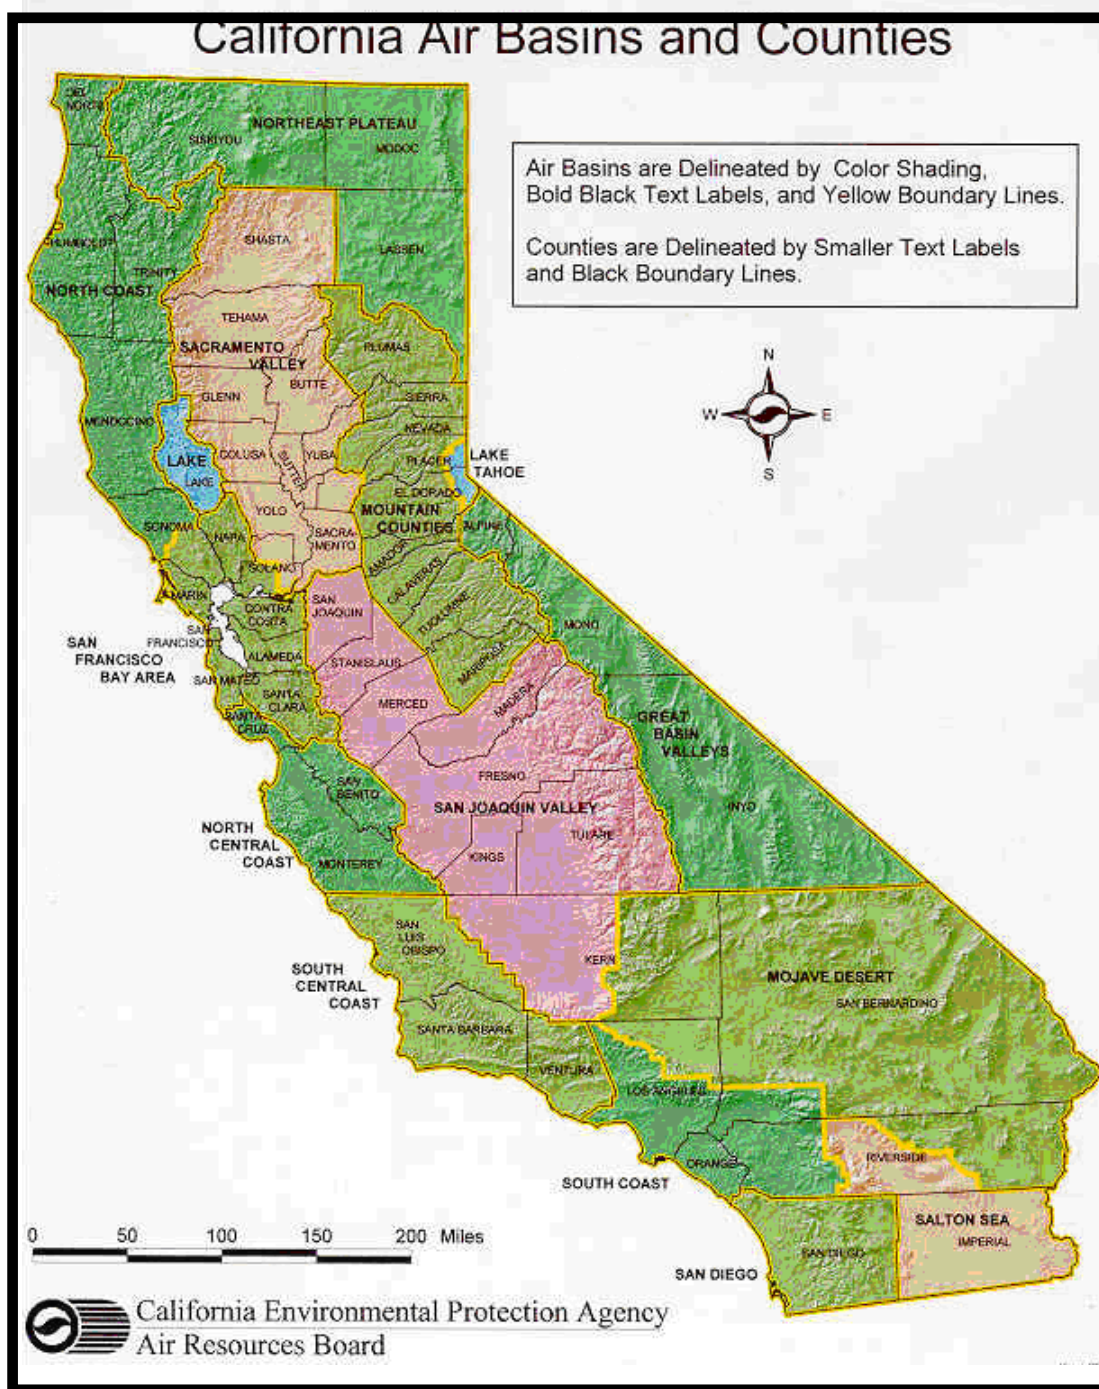 California Air Basins and Counties
Air Basins are Delineated by Color Shading,
Bold Black Text Labels, and Yellow Boundary Lines.
Counties are Delineated by Smaller Text Labels
and Black Boundary Lines.
DEL
NORTE
SISKIYOU
NORTHEAST PLATEAU
MODOC
HUMBOLDT
TRINITY
NORTH COAST
SHASTA
LASSEN
TEHAMA
SACRAMENTO
VALLEY
PLUMAS
GLENN
BUTTE
SIERRA
MENDOCINO
NEVADA
LAKE
LAKE
COLUSA
SUTTER
YUBA
PLACER
LAKE
TAHOE
EL DORADO
YOLO
MOUNTAIN
COUNTIES
ALPINE
SONOMA
NAPA
SACRA-
MENTO
AMADOR
SOLANO
CALAVERAS
MARIN
CONTRA
COSTA
SAN
JOAQUIN
TUOLUMNE
MONO
SAN
FRANCISCO
SAN
FRANCISCO
BAY AREA
ALAMEDA
STANISLAUS
MARIPOSA
SAN MATEO
SANTA
CLARA
MERCED
MADERA
SANTA
CRUZ
GREAT
BASIN
VALLEYS
SAN
BENITO
FRESNO
SAN JOAQUIN VALLEY
INYO
NORTH
CENTRAL
COAST
TULARE
MONTEREY
KINGS
SAN
LUIS
OBISPO
KERN
SOUTH
CENTRAL
COAST
MOJAVE DESERT
SAN BERNARDINO
SANTA BARBARA
VENTURA
LOS ANGELES
ORANGE
RIVERSIDE
SOUTH COAST
SALTON SEA
IMPERIAL
SAN DIEGO
SAN DIEGO
N
W
E
S
0 50 100 150 200 Miles
California Environmental Protection Agency
Air Resources Board